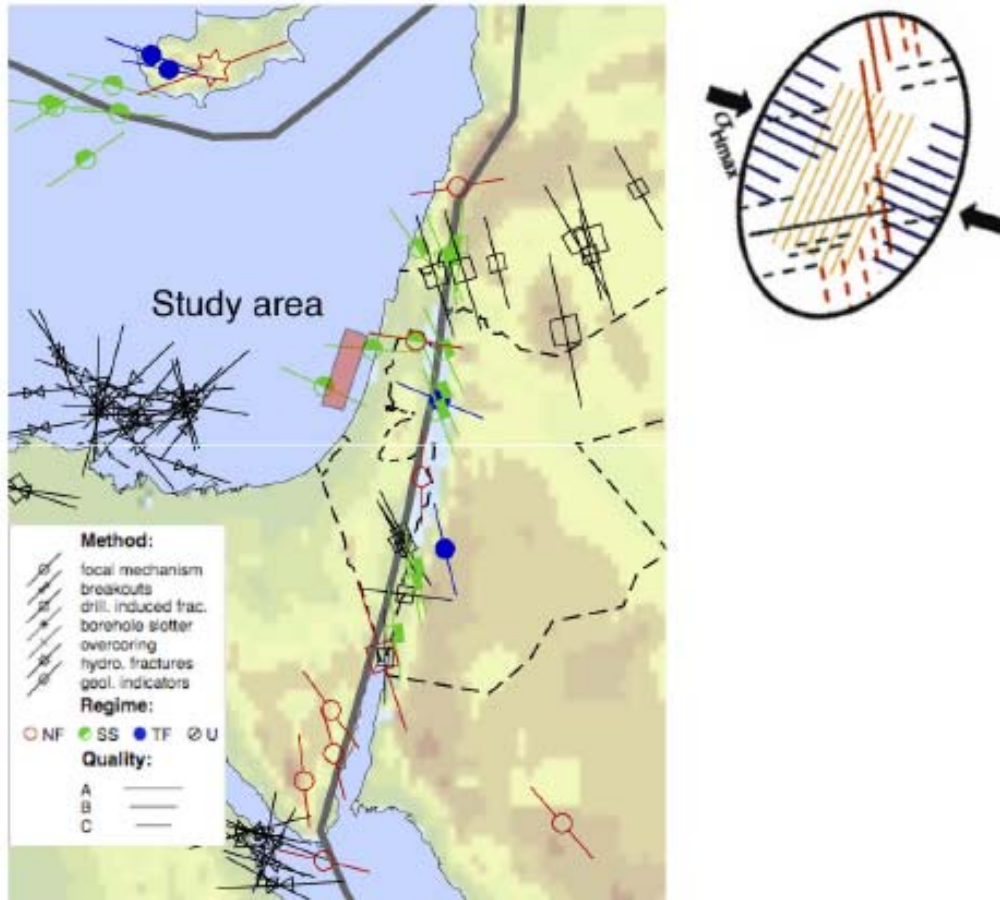 Study area
Method:
focal mechanism
breakouts
drill. induced frac.
borehole slotter
overcoring
hydro. fractures
geol. indicators
Regime:
NF SS TF U
Quality:
A
B
C
σHmax